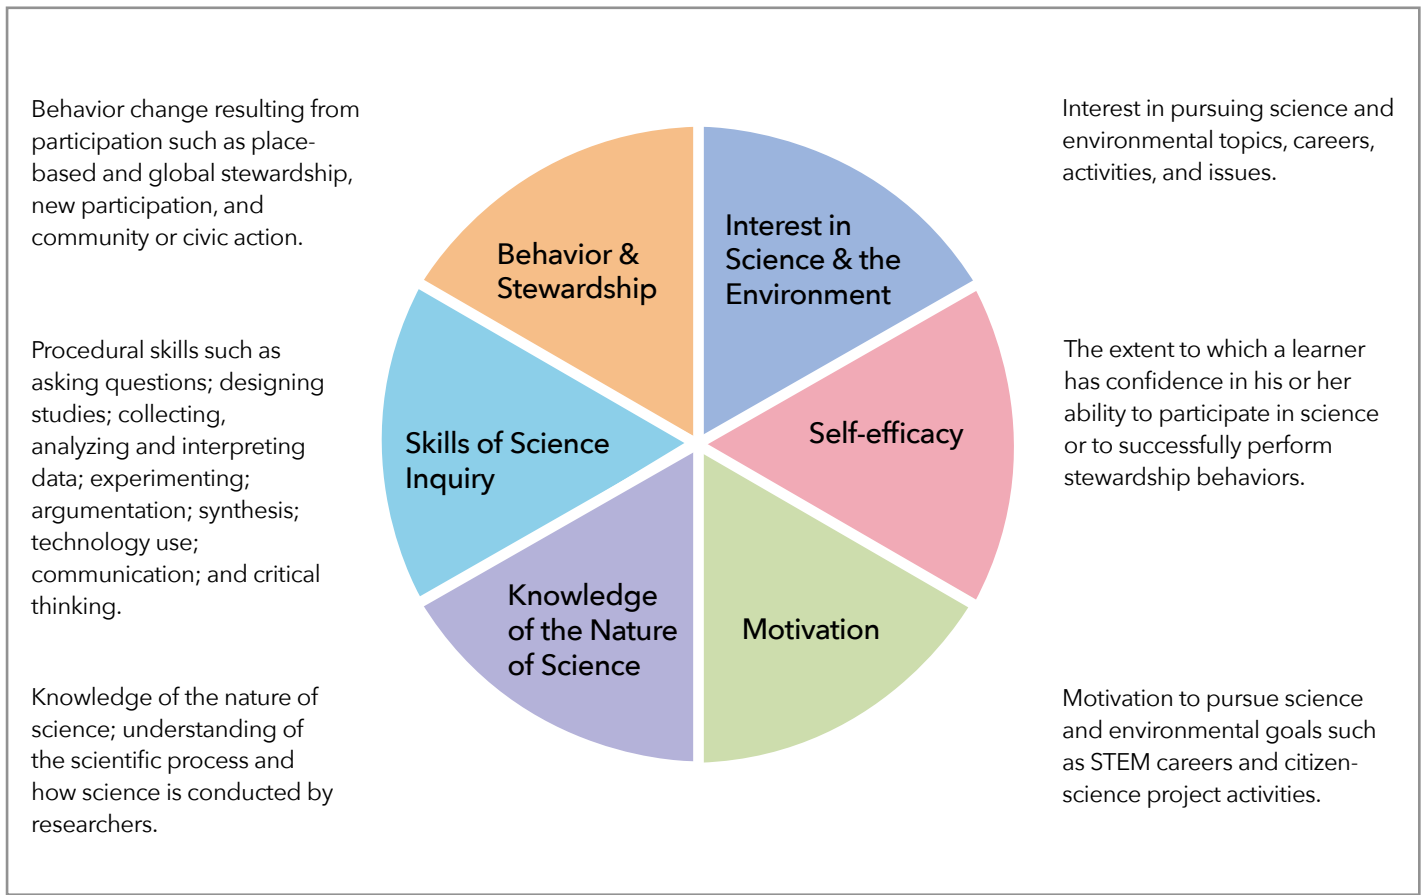 Behavior change resulting from
participation such as place-
based and global stewardship,
new participation, and
community or civic action.
Procedural skills such as
asking questions; designing
studies; collecting,
analyzing and interpreting
data; experimenting;
argumentation; synthesis;
technology use;
communication; and critical
thinking.
Knowledge of the nature of
science; understanding of
the scientific process and
how science is conducted by
researchers.
Behavior &
Stewardship
Interest in
Science & the
Environment
Skills of Science
Inquiry
Self-efficacy
Knowledge
of the Nature
of Science
Motivation
Interest in pursuing science and
environmental topics, careers,
activities, and issues.
The extent to which a learner
has confidence in his or her
ability to participate in science
or to successfully perform
stewardship behaviors.
Motivation to pursue science
and environmental goals such
as STEM careers and citizen-
science project activities.